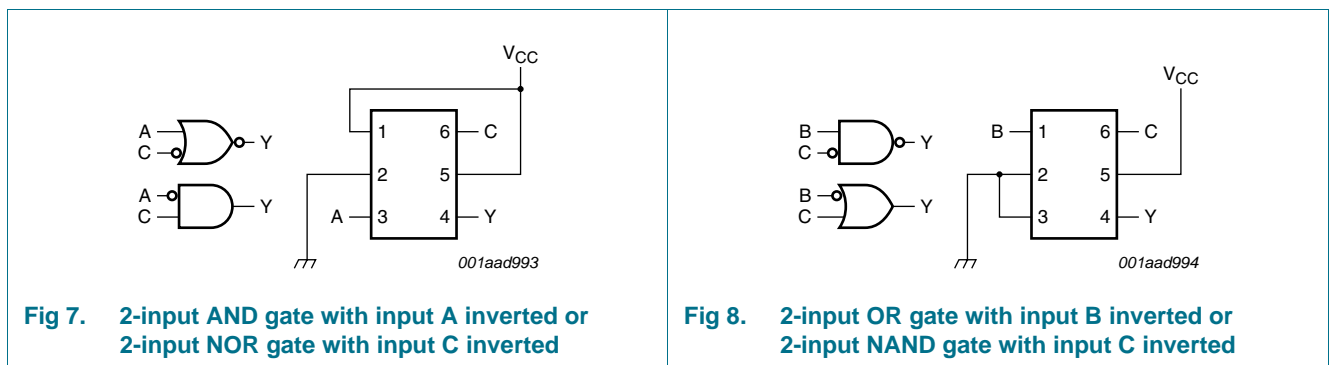 VCC
A
C
Y
A
C
Y
1
6
C
2
5
A
3
4
Y
001aad993
Fig 7. 2-input AND gate with input A inverted or
2-input NOR gate with input C inverted
VCC
B
C
Y
B
C
Y
B
1
6
C
2
5
3
4
Y
001aad994
Fig 8. 2-input OR gate with input B inverted or
2-input NAND gate with input C inverted